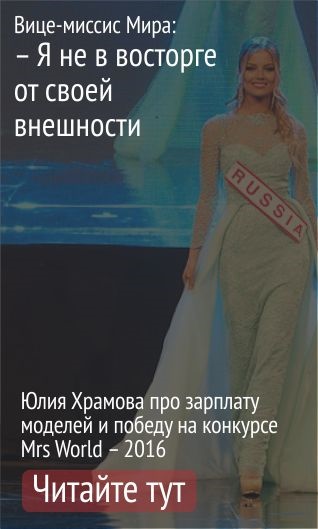 Вице-миссис Мира:
– Я не в восторге
от своей
внешности
RUSSIA
Юлия Храмова про зарплату
моделей и победу на конкурсе
Mrs World – 2016
Читайте тут